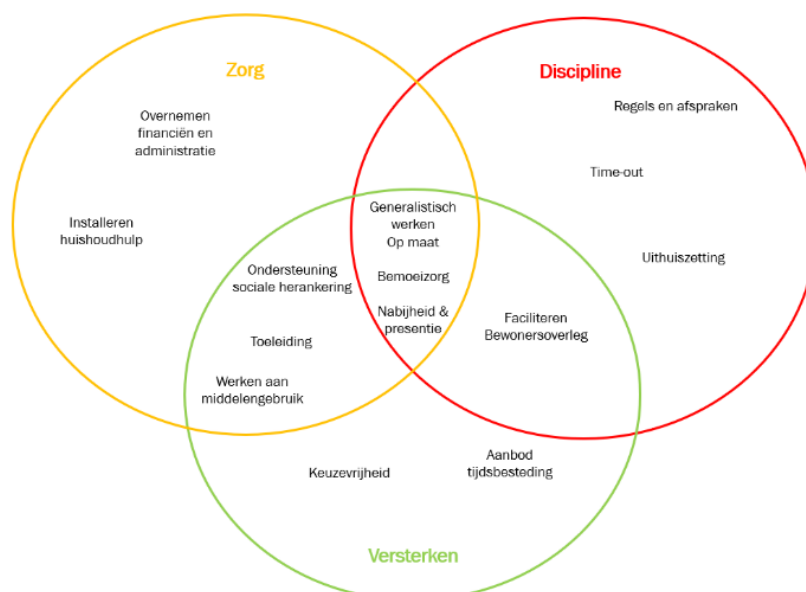 Zorg
Discipline
Overnemen
financiën en
administratie
Installeren
huishoudhulp
Regels en afspraken
Time-out
Uithuiszetting
Generalistisch
werken
Op maat
Bemoeizorg
Nabijheid &
presentie
Ondersteuning
sociale herankering
Toeleiding
Werken aan
middelengebruik
Faciliteren
Bewonersoverleg
Keuzevrijheid
Aanbod
tijdsbesteding
Versterken